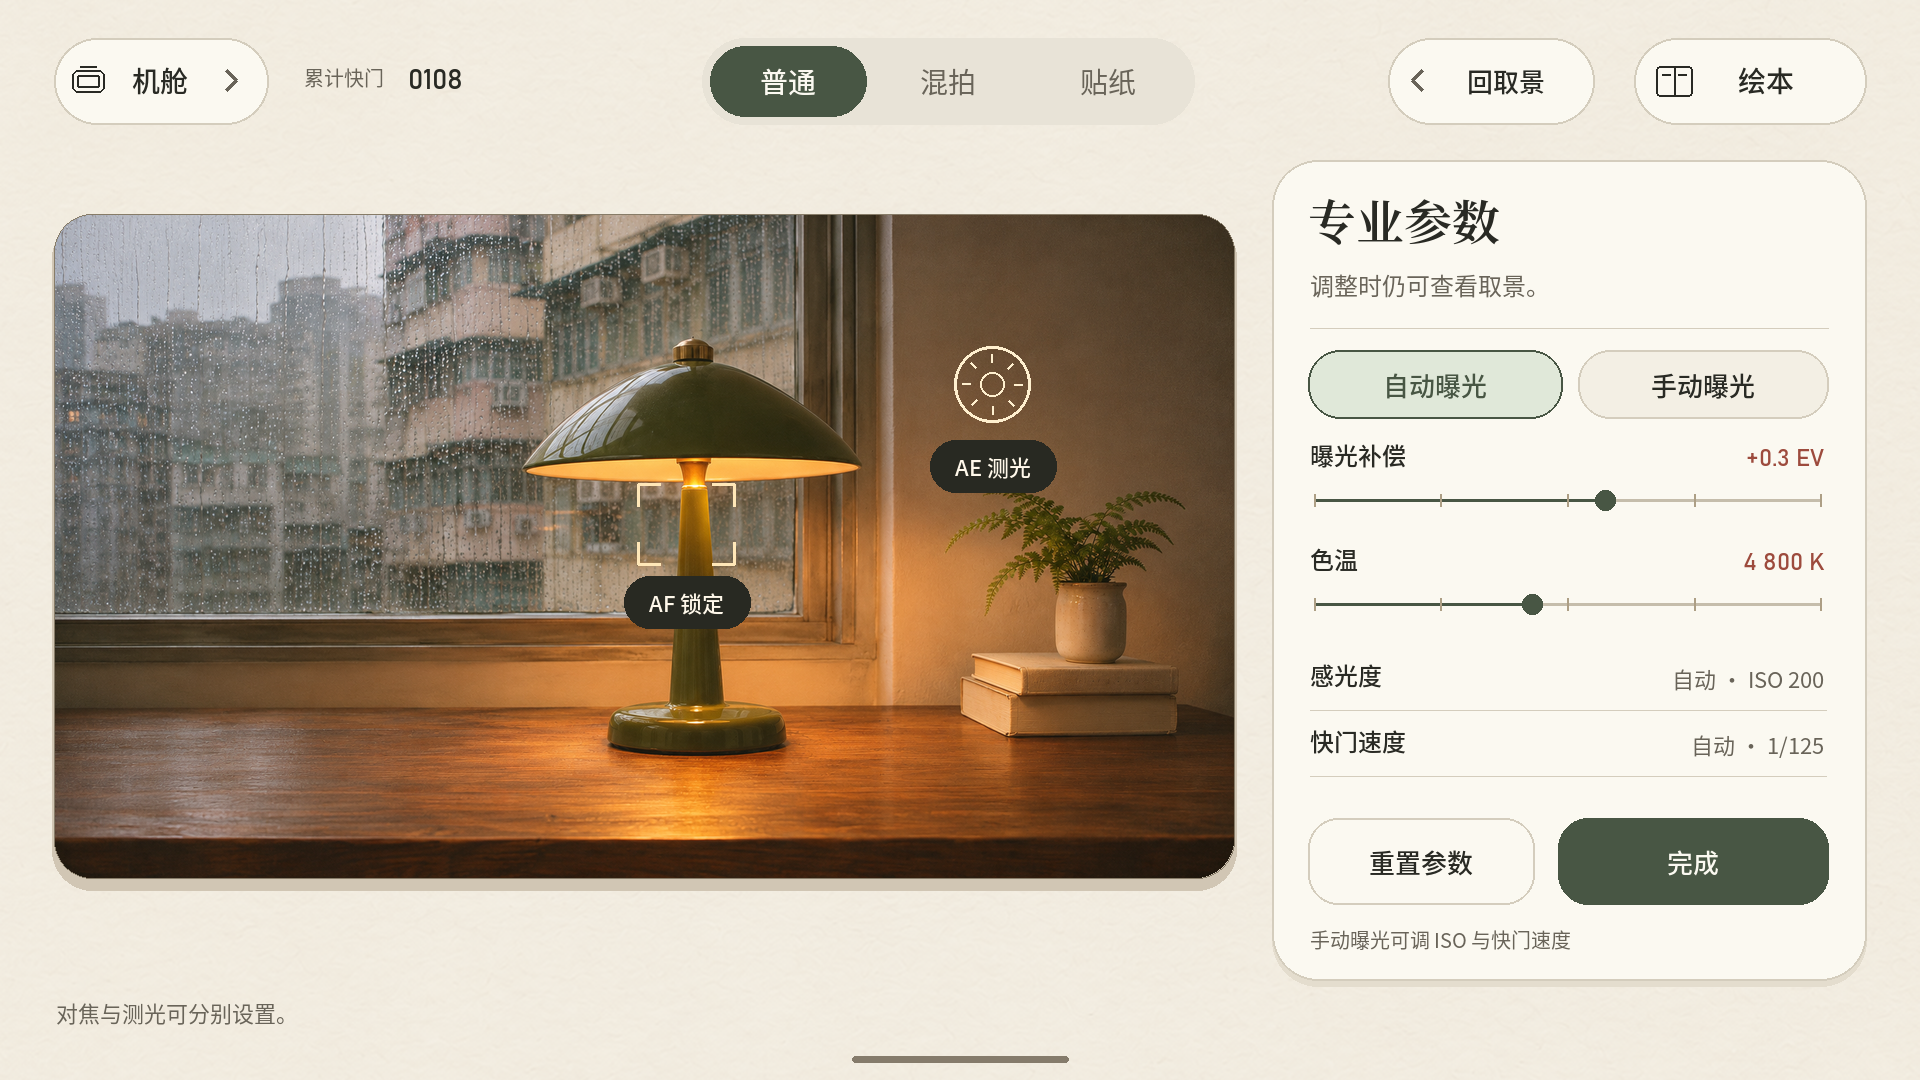 机舱
累计快门 0108
普通
混拍
贴纸
回取景
绘本
AE 测光
AF 锁定
专业参数
调整时仍可查看取景。
自动曝光
手动曝光
曝光补偿 +0.3 EV
色温 4 800 K
感光度 自动 · ISO 200
快门速度 自动 · 1/125
重置参数
完成
手动曝光可调 ISO 与快门速度
对焦与测光可分别设置。